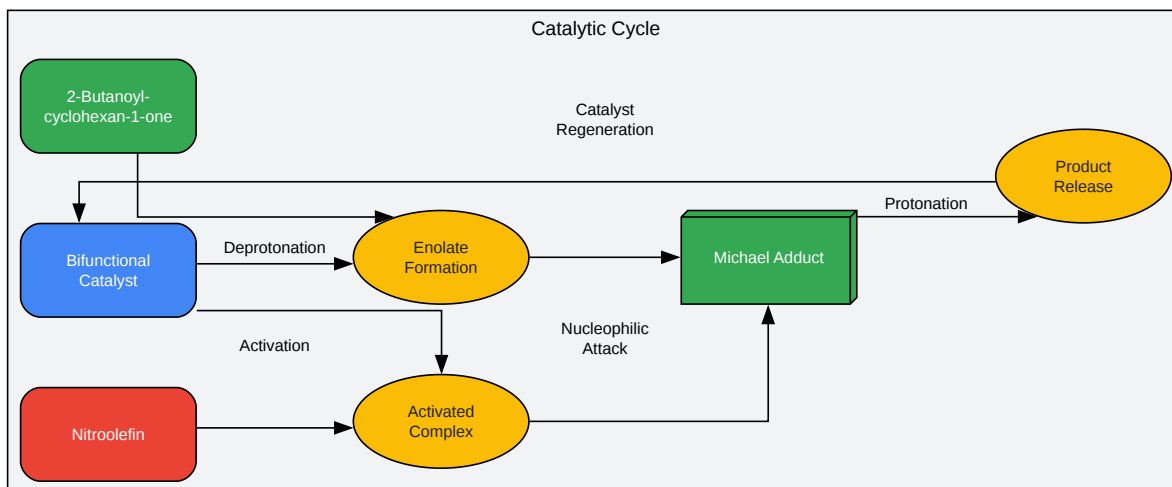 Catalytic Cycle
2-Butanoyl-
cyclohexan-1-one
Catalyst
Regeneration
Product
Release
Protonation
Bifunctional
Catalyst
Deprotonation
Enolate
Formation
Michael Adduct
Activation
Nucleophilic
Attack
Nitroolefin
Activated
Complex